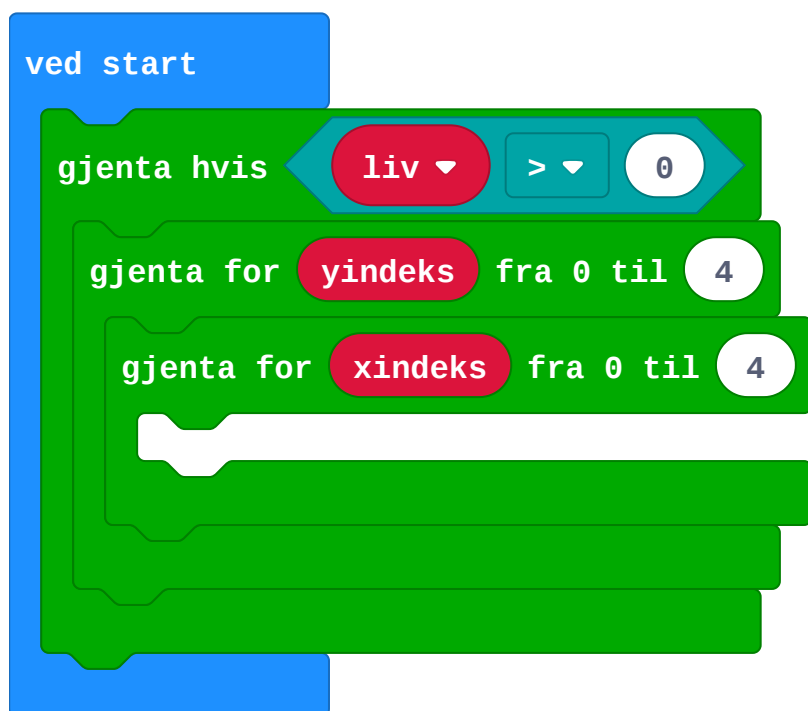 ved start
gjenta hvis liv > 0
gjenta for yindeks fra 0 til 4
gjenta for xindeks fra 0 til 4